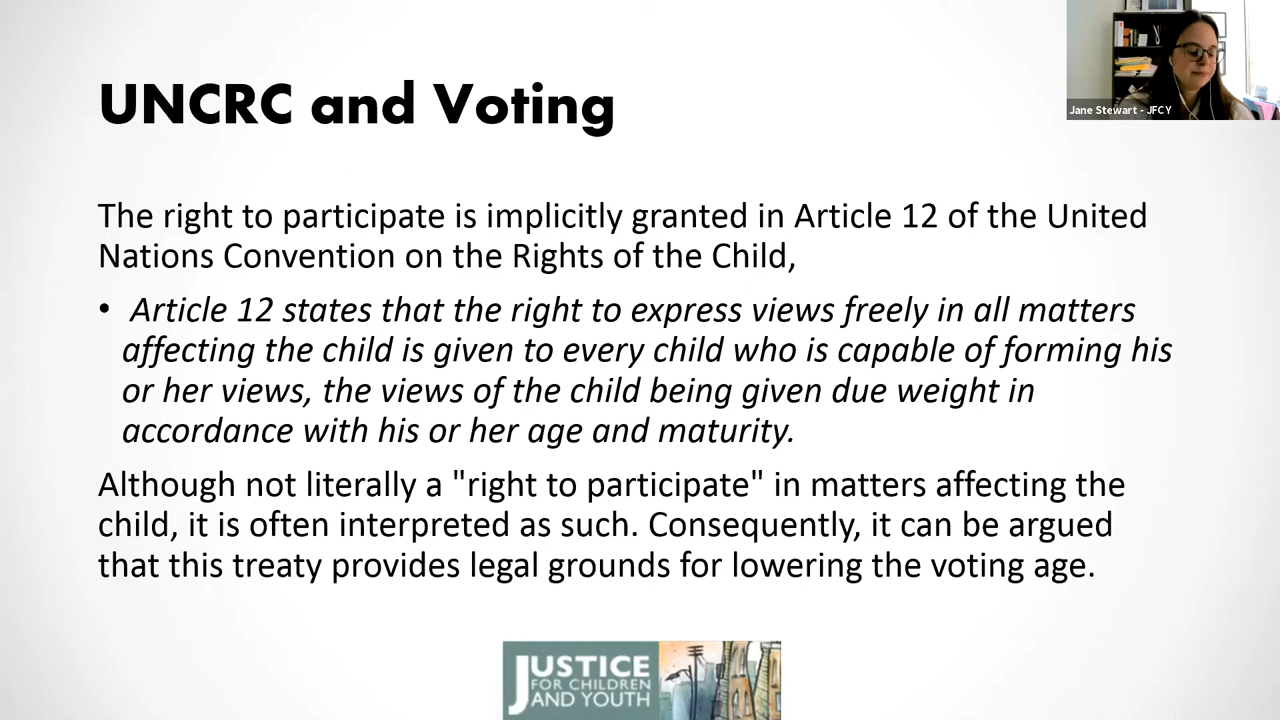 UNCRC and Voting
Jane Stewart - JFCY
The right to participate is implicitly granted in Article 12 of the United
Nations Convention on the Rights of the Child,
• Article 12 states that the right to express views freely in all matters
affecting the child is given to every child who is capable of forming his
or her views, the views of the child being given due weight in
accordance with his or her age and maturity.
Although not literally a "right to participate" in matters affecting the
child, it is often interpreted as such. Consequently, it can be argued
that this treaty provides legal grounds for lowering the voting age.
JUSTICE
FOR CHILDREN
AND YOUTH